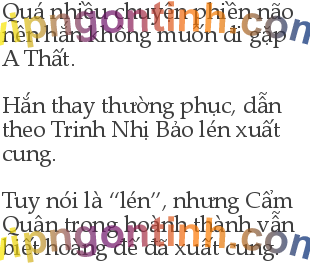 Quá nhiều chuyện phiền não
nên hắn không muốn đi gặp
A Thất.
Hắn thay thường phục, dẫn
theo Trinh Nhị Bảo lén xuất
cung.
Tuy nói là “lén”, nhưng Cẩm
Quân trong hoành thành vẫn
biết hoàng đế đã xuất cung.